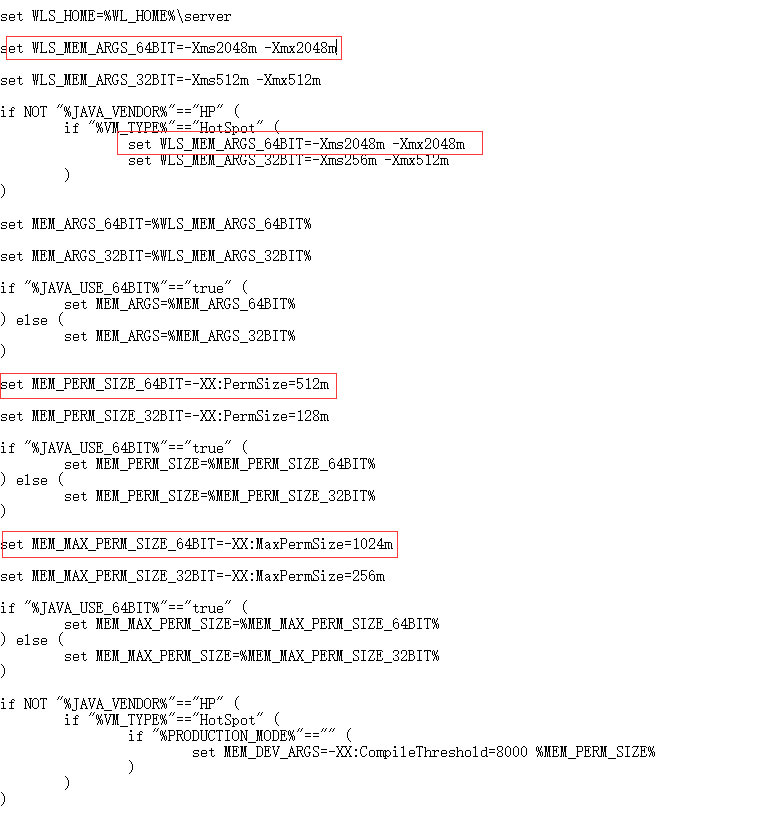 set WLS_HOME=%WL_HOME%\server
set WLS_MEM_ARGS_64BIT=-Xms2048m -Xmx2048m
set WLS_MEM_ARGS_32BIT=-Xms512m -Xmx512m
if NOT "%JAVA_VENDOR%"=="HP" (
if "%VM_TYPE%"=="HotSpot" (
set WLS_MEM_ARGS_64BIT=-Xms2048m -Xmx2048m
set WLS_MEM_ARGS_32BIT=-Xms256m -Xmx512m
)
)
set MEM_ARGS_64BIT=%WLS_MEM_ARGS_64BIT%
set MEM_ARGS_32BIT=%WLS_MEM_ARGS_32BIT%
if "%JAVA_USE_64BIT%"=="true" (
set MEM_ARGS=%MEM_ARGS_64BIT%
) else (
set MEM_ARGS=%MEM_ARGS_32BIT%
)
set MEM_PERM_SIZE_64BIT=-XX:PermSize=512m
set MEM_PERM_SIZE_32BIT=-XX:PermSize=128m
if "%JAVA_USE_64BIT%"=="true" (
set MEM_PERM_SIZE=%MEM_PERM_SIZE_64BIT%
) else (
set MEM_PERM_SIZE=%MEM_PERM_SIZE_32BIT%
)
set MEM_MAX_PERM_SIZE_64BIT=-XX:MaxPermSize=1024m
set MEM_MAX_PERM_SIZE_32BIT=-XX:MaxPermSize=256m
if "%JAVA_USE_64BIT%"=="true" (
set MEM_MAX_PERM_SIZE=%MEM_MAX_PERM_SIZE_64BIT%
) else (
set MEM_MAX_PERM_SIZE=%MEM_MAX_PERM_SIZE_32BIT%
)
if NOT "%JAVA_VENDOR%"=="HP" (
if "%VM_TYPE%"=="HotSpot" (
if "%PRODUCTION_MODE%"=="" (
set MEM_DEV_ARGS=-XX:CompileThreshold=8000 %MEM_PERM_SIZE%
)
)
)